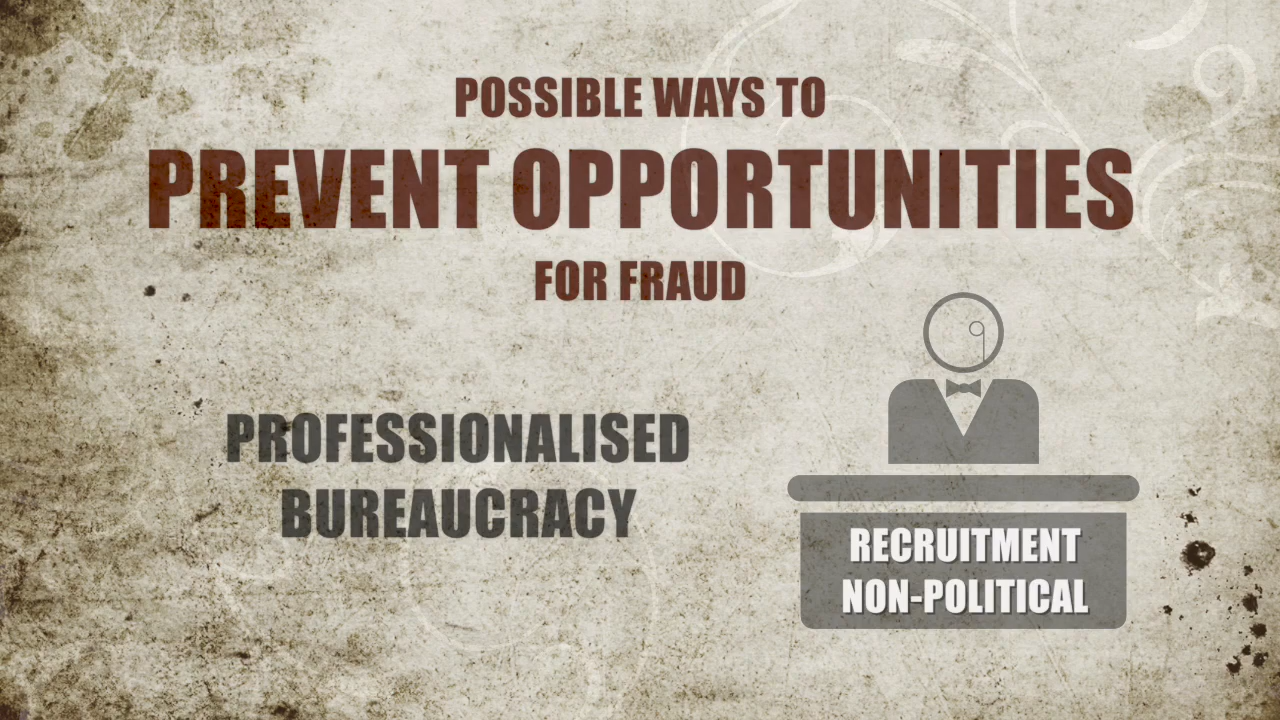 POSSIBLE WAYS TO
PREVENT OPPORTUNITIES
FOR FRAUD
PROFESSIONALISED
BUREAUCRACY
RECRUITMENT
NON-POLITICAL